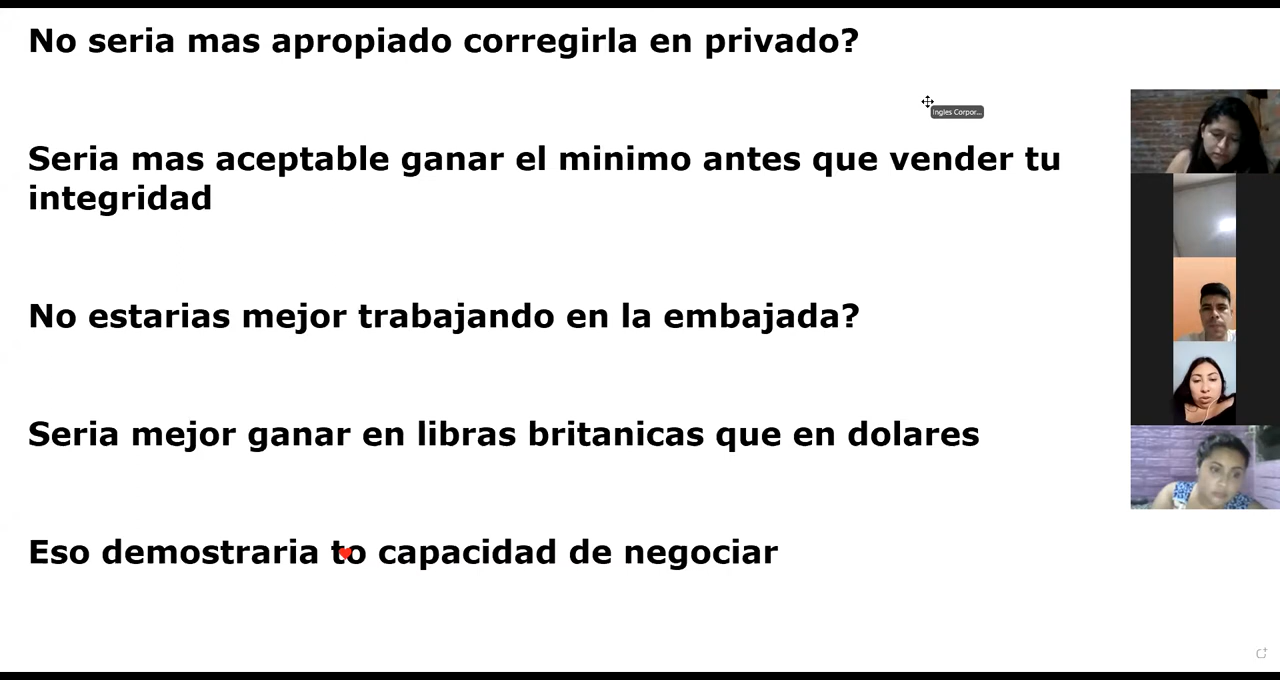 No seria mas apropiado corregirla en privado?
Ingles Corpor...
Seria mas aceptable ganar el minimo antes que vender tu
integridad
No estarias mejor trabajando en la embajada?
Seria mejor ganar en libras britanicas que en dolares
Eso demostraria to capacidad de negociar